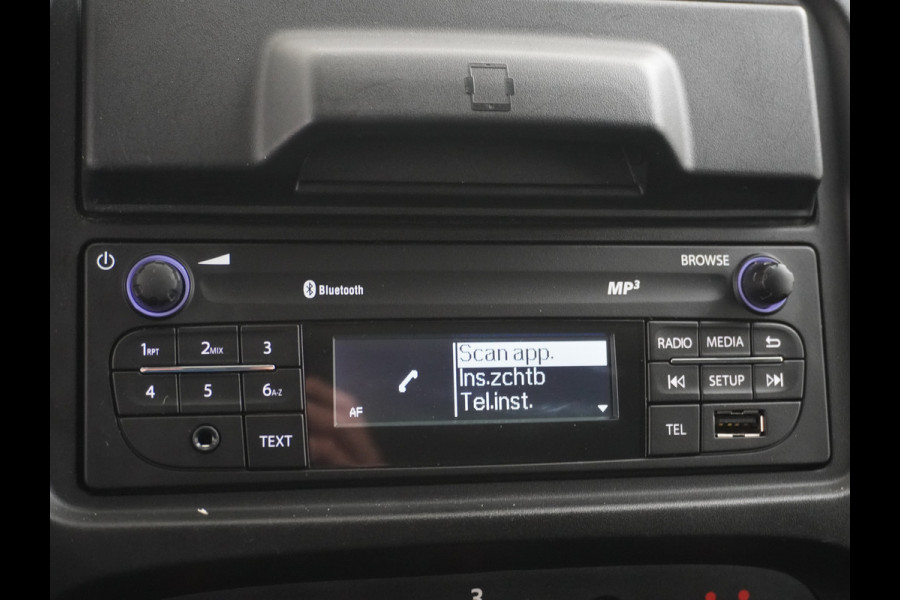 BROWSE
Bluetooth
MP3
1RPT 2MIX 3
4 5 6A-Z
TEXT
Scan app.
Ins.zchtb
Tel.inst.
AF
RADIO MEDIA
SETUP
TEL
3